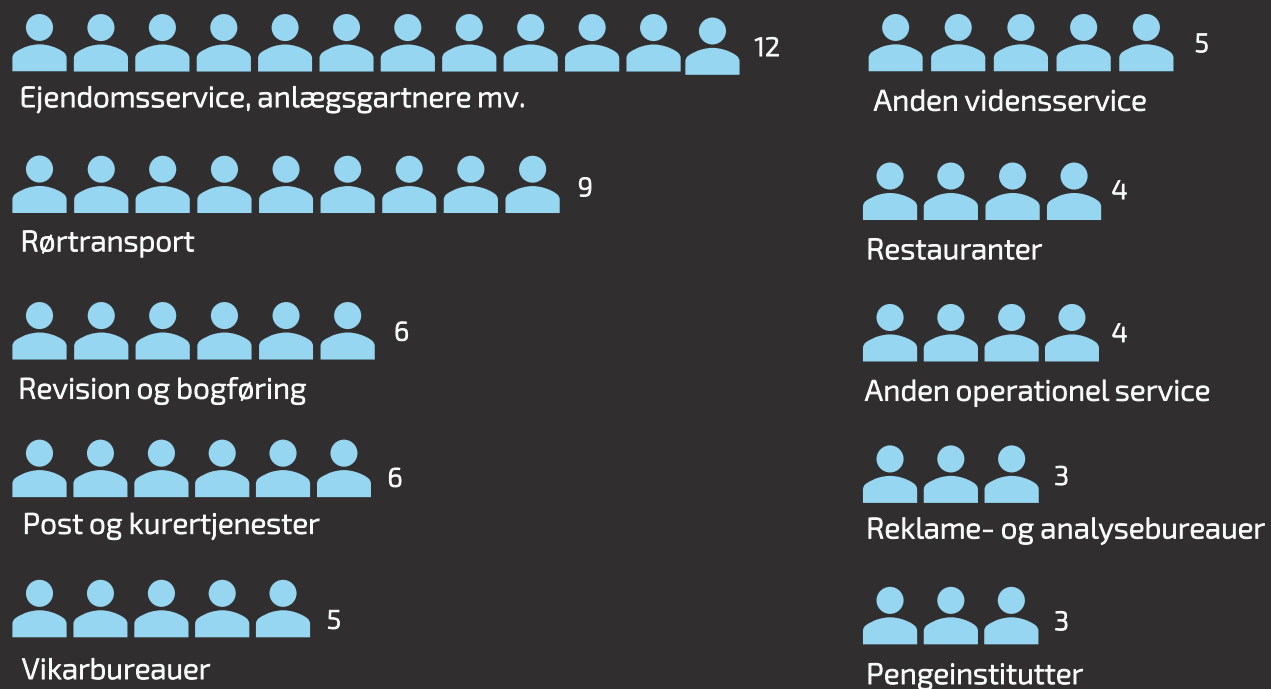 12
Ejendomsservice, anlægsgartnere mv.
9
Rørtransport
6
Revision og bogføring
6
Post og kurertjenester
5
Vikarbureauer
5
Anden vidensservice
4
Restauranter
4
Anden operationel service
3
Reklame- og analysebureauer
3
Pengeinstitutter